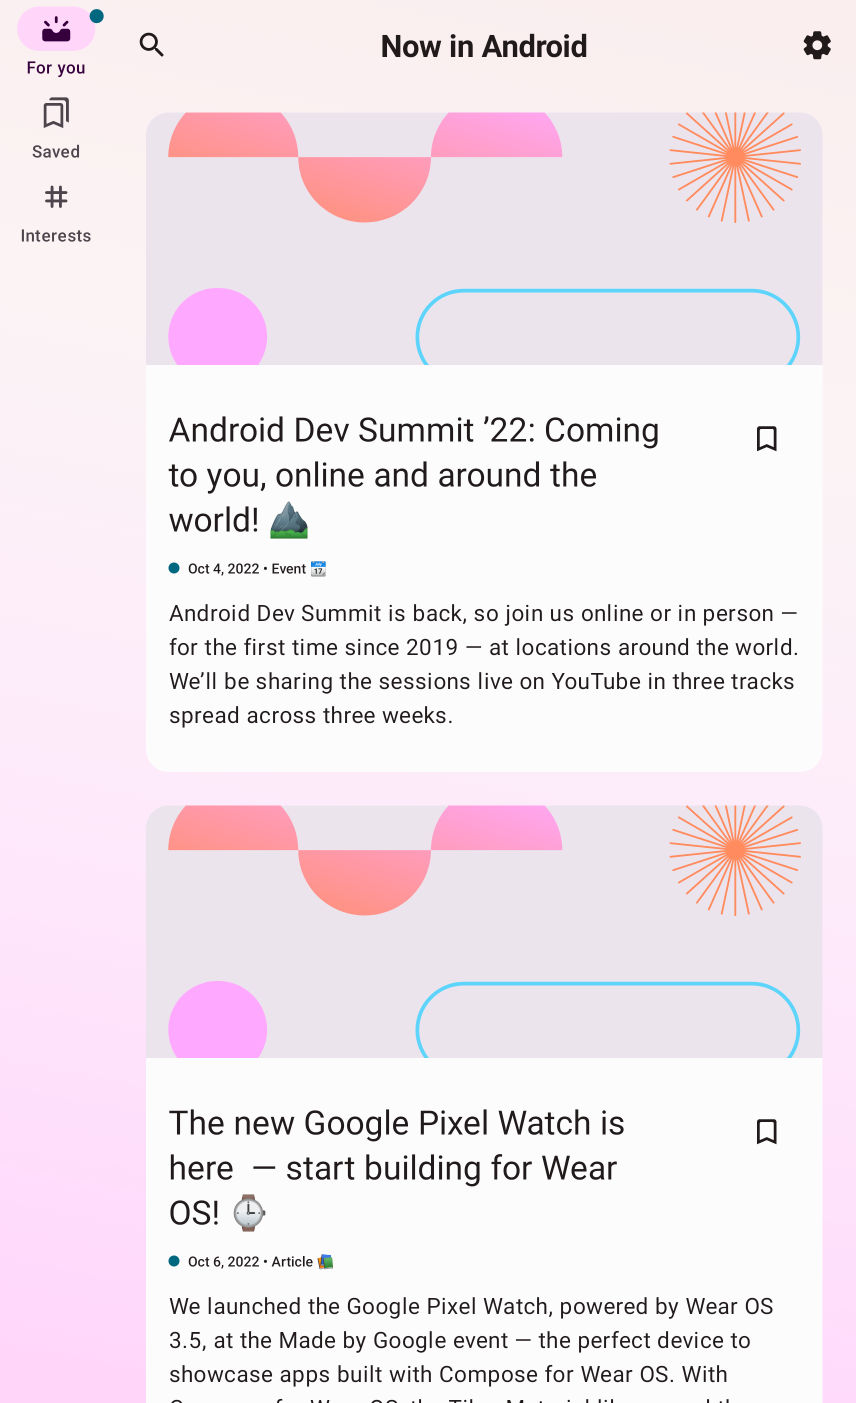 For you
Saved
Interests
Now in Android
Android Dev Summit ’22: Coming
to you, online and around the
world! ⛰️
Oct 4, 2022 • Event 📆
Android Dev Summit is back, so join us online or in person —
for the first time since 2019 — at locations around the world.
We’ll be sharing the sessions live on YouTube in three tracks
spread across three weeks.
The new Google Pixel Watch is
here  — start building for Wear
OS! ⌚
Oct 6, 2022 • Article 📚
We launched the Google Pixel Watch, powered by Wear OS
3.5, at the Made by Google event — the perfect device to
showcase apps built with Compose for Wear OS. With